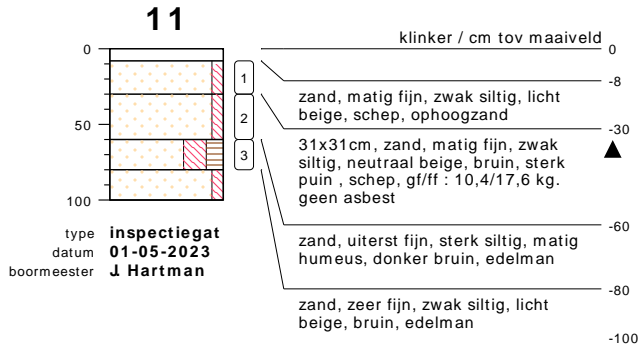 11
klinker / cm tov maaiveld
0
0
-8
1
zand, matig fijn, zwak siltig, licht
beige, schep, ophoogzand
-30
50
2
31x31cm, zand, matig fijn, zwak
siltig, neutraal beige, bruin, sterk
puin , schep, gf/ff : 10,4/17,6 kg.
geen asbest
3
100
-60
zand, uiterst fijn, sterk siltig, matig
humeus, donker bruin, edelman
-80
zand, zeer fijn, zwak siltig, licht
beige, bruin, edelman
-100
type inspectiegat
datum 01-05-2023
boormeester J. Hartman